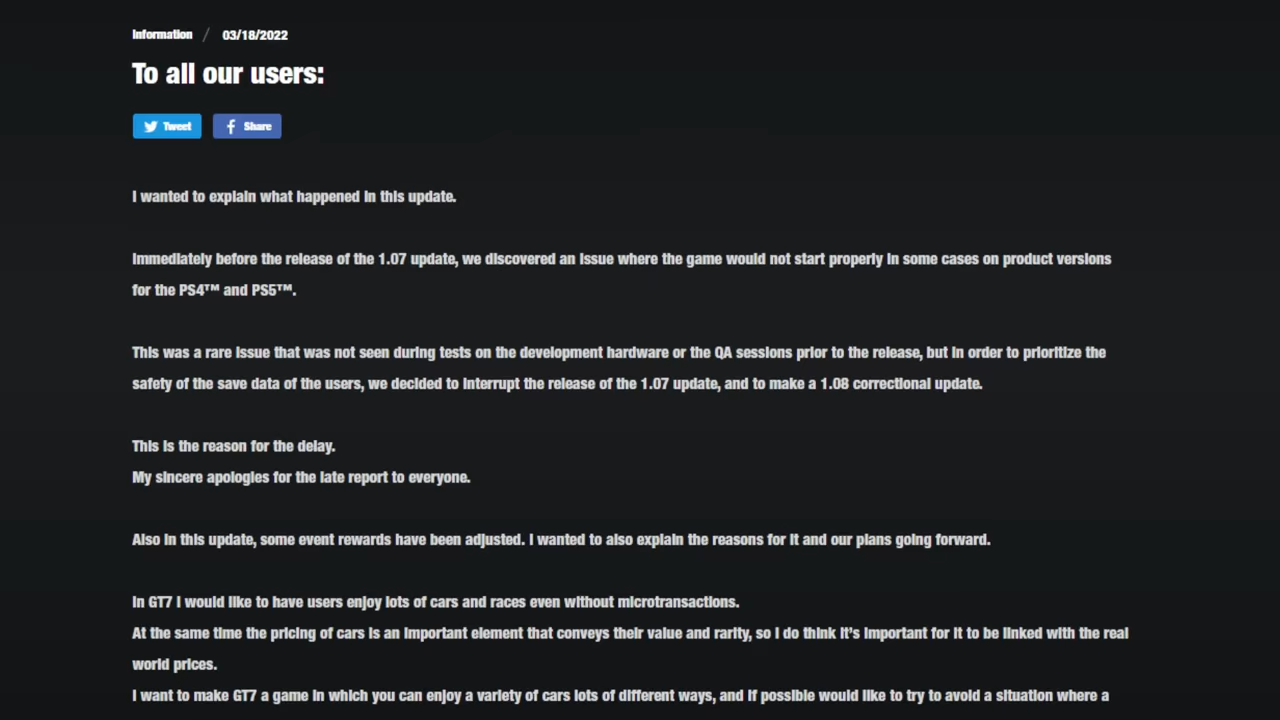 Information / 03/18/2022
To all our users:
Tweet Share
I wanted to explain what happened in this update.
Immediately before the release of the 1.07 update, we discovered an issue where the game would not start properly in some cases on product versions
for the PS4™ and PS5™.
This was a rare issue that was not seen during tests on the development hardware or the QA sessions prior to the release, but in order to prioritize the
safety of the save data of the users, we decided to interrupt the release of the 1.07 update, and to make a 1.08 correctional update.
This is the reason for the delay.
My sincere apologies for the late report to everyone.
Also in this update, some event rewards have been adjusted. I wanted to also explain the reasons for it and our plans going forward.
In GT7 I would like to have users enjoy lots of cars and races even without microtransactions.
At the same time the pricing of cars is an important element that conveys their value and rarity, so I do think it's important for it to be linked with the real
world prices.
I want to make GT7 a game in which you can enjoy a variety of cars lots of different ways, and if possible would like to try to avoid a situation where a